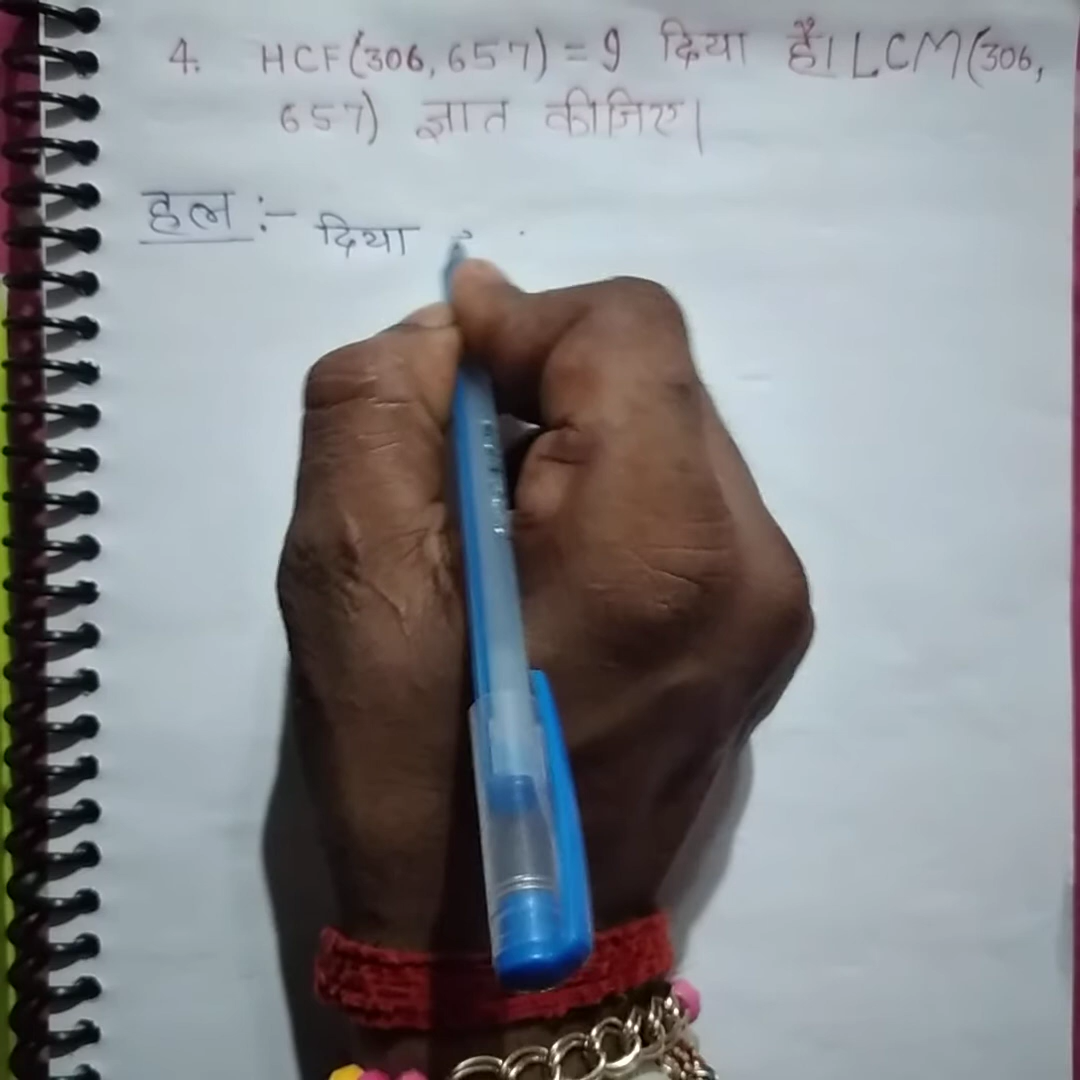 4. HCF(306,657) = 9 दिया हैं। LCM(306,
657) ज्ञात कीजिए।
हल :- दिया